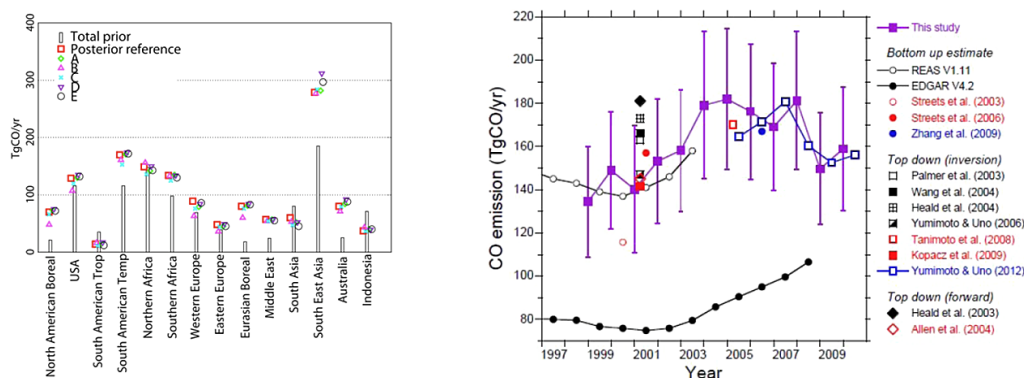 400
300
200
100
0
TgCO/yr
Total prior
Posterior reference
A
B
C
D
E
North American Boreal
USA
South American Trop
South American Temp
Northern Africa
Southern Africa
Western Europe
Eastern Europe
Eurasian Boreal
Middle East
South Asia
South East Asia
Australia
Indonesia
220
200
180
160
140
120
100
80
60
CO emission (TgCO/yr)
1997
1999
2001
2003
2005
2007
2009
Year
This study
Bottom up estimate
REAS V1.11
EDGAR V4.2
Streets et al. (2003)
Streets et al. (2006)
Zhang et al. (2009)
Top down (inversion)
Palmer et al. (2003)
Wang et al. (2004)
Heald et al. (2004)
Yumimoto & Uno (2006)
Tanimoto et al. (2008)
Kopacz et al. (2009)
Yumimoto & Uno (2012)
Top down (forward)
Heald et al. (2003)
Allen et al. (2004)